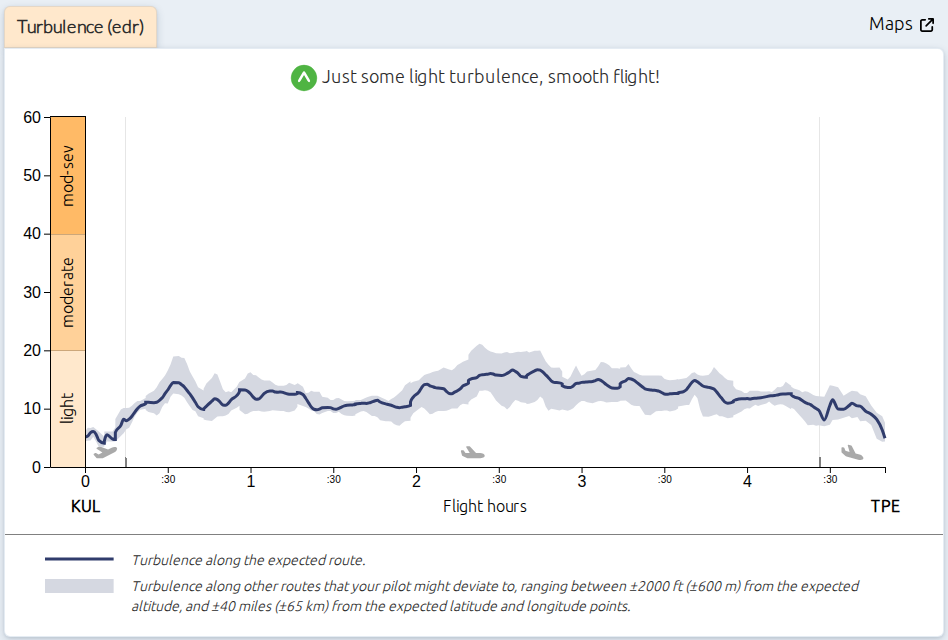 Turbulence (edr)
Maps
Just some light turbulence, smooth flight!
60
50
40
30
20
10
0
mod-sev
moderate
light
0 :30 1 :30 2 :30 3 :30 4 :30
KUL Flight hours TPE
Turbulence along the expected route.
Turbulence along other routes that your pilot might deviate to, ranging between ±2000 ft (±600 m) from the expected
altitude, and ±40 miles (±65 km) from the expected latitude and longitude points.